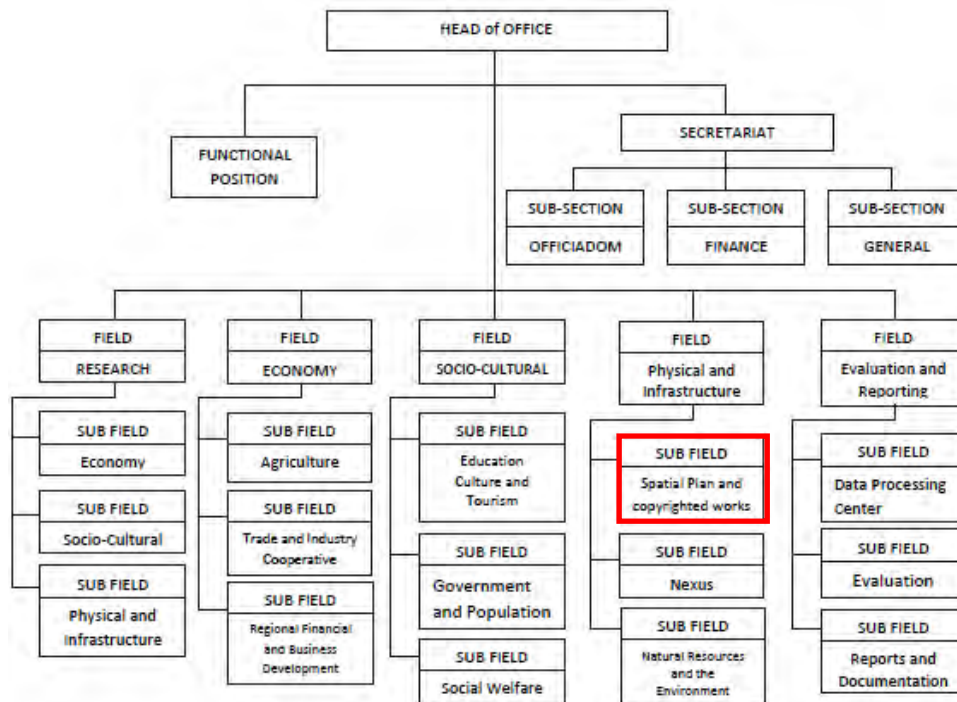 HEAD of OFFICE
FUNCTIONAL
POSITION
SECRETARIAT
SUB-SECTION
OFFICIADOM
SUB-SECTION
FINANCE
SUB-SECTION
GENERAL
FIELD
RESEARCH
SUB FIELD
Economy
SUB FIELD
Socio-Cultural
SUB FIELD
Physical and
Infrastructure
FIELD
ECONOMY
SUB FIELD
Agriculture
SUB FIELD
Trade and Industry
Cooperative
SUB FIELD
Regional Financial
and Business
Development
FIELD
SOCIO-CULTURAL
SUB FIELD
Education
Culture and
Tourism
SUB FIELD
Government
and Population
SUB FIELD
Social Welfare
FIELD
Physical and
Infrastructure
SUB FIELD
Spatial Plan and
copyrighted works
SUB FIELD
Nexus
SUB FIELD
Natural Resources
and the
Environment
FIELD
Evaluation and
Reporting
SUB FIELD
Data Processing
Center
SUB FIELD
Evaluation
SUB FIELD
Reports and
Documentation